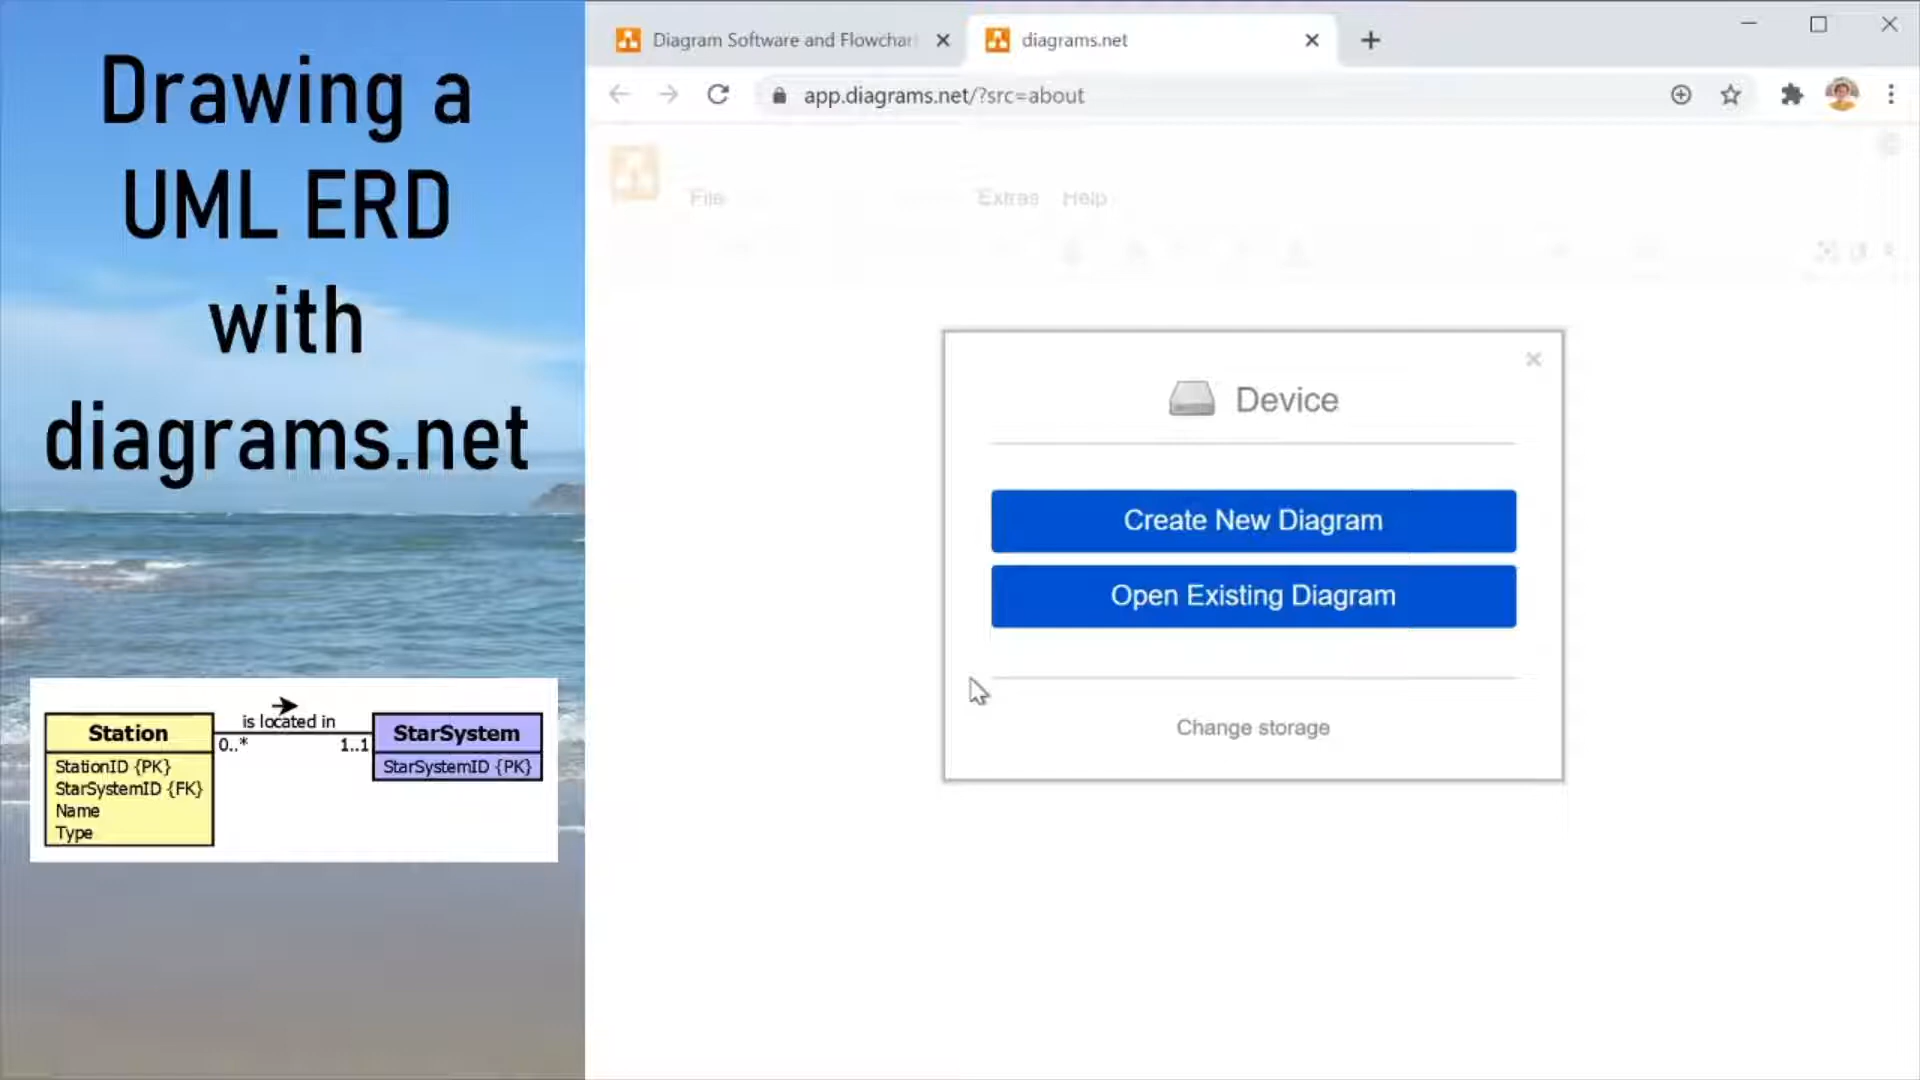 Drawing a
UML ERD
with
diagrams.net
is located in
Station
0..*
1..1
StarSystem
StationID {PK}
StarSystemID {FK}
Name
Type
StarSystemID {PK}
Diagram Software and Flowchar
diagrams.net
app.diagrams.net/?src=about
File
Extras Help
Device
Create New Diagram
Open Existing Diagram
Change storage